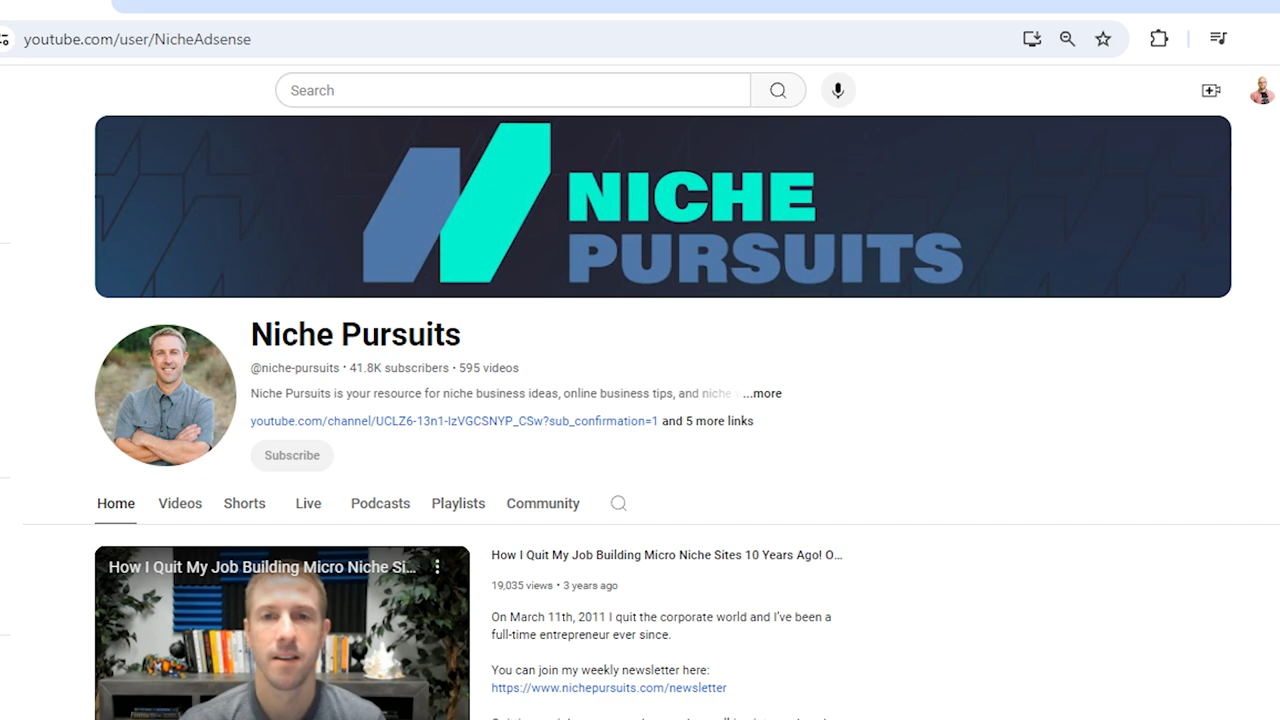 youtube.com/user/NicheAdsense
Search
NICHE
PURSUITS
Niche Pursuits
@niche-pursuits • 41.8K subscribers • 595 videos
Niche Pursuits is your resource for niche business ideas, online business tips, and niche ...more
youtube.com/channel/UCLZ6-13n1-IzVGCSNYP_CSw?sub_confirmation=1 and 5 more links
Subscribe
Home Videos Shorts Live Podcasts Playlists Community
How I Quit My Job Building Micro Niche Si...
How I Quit My Job Building Micro Niche Sites 10 Years Ago! O...
19,035 views • 3 years ago
On March 11th, 2011 I quit the corporate world and I've been a
full-time entrepreneur ever since.
You can join my weekly newsletter here:
https://www.nichepursuits.com/newsletter